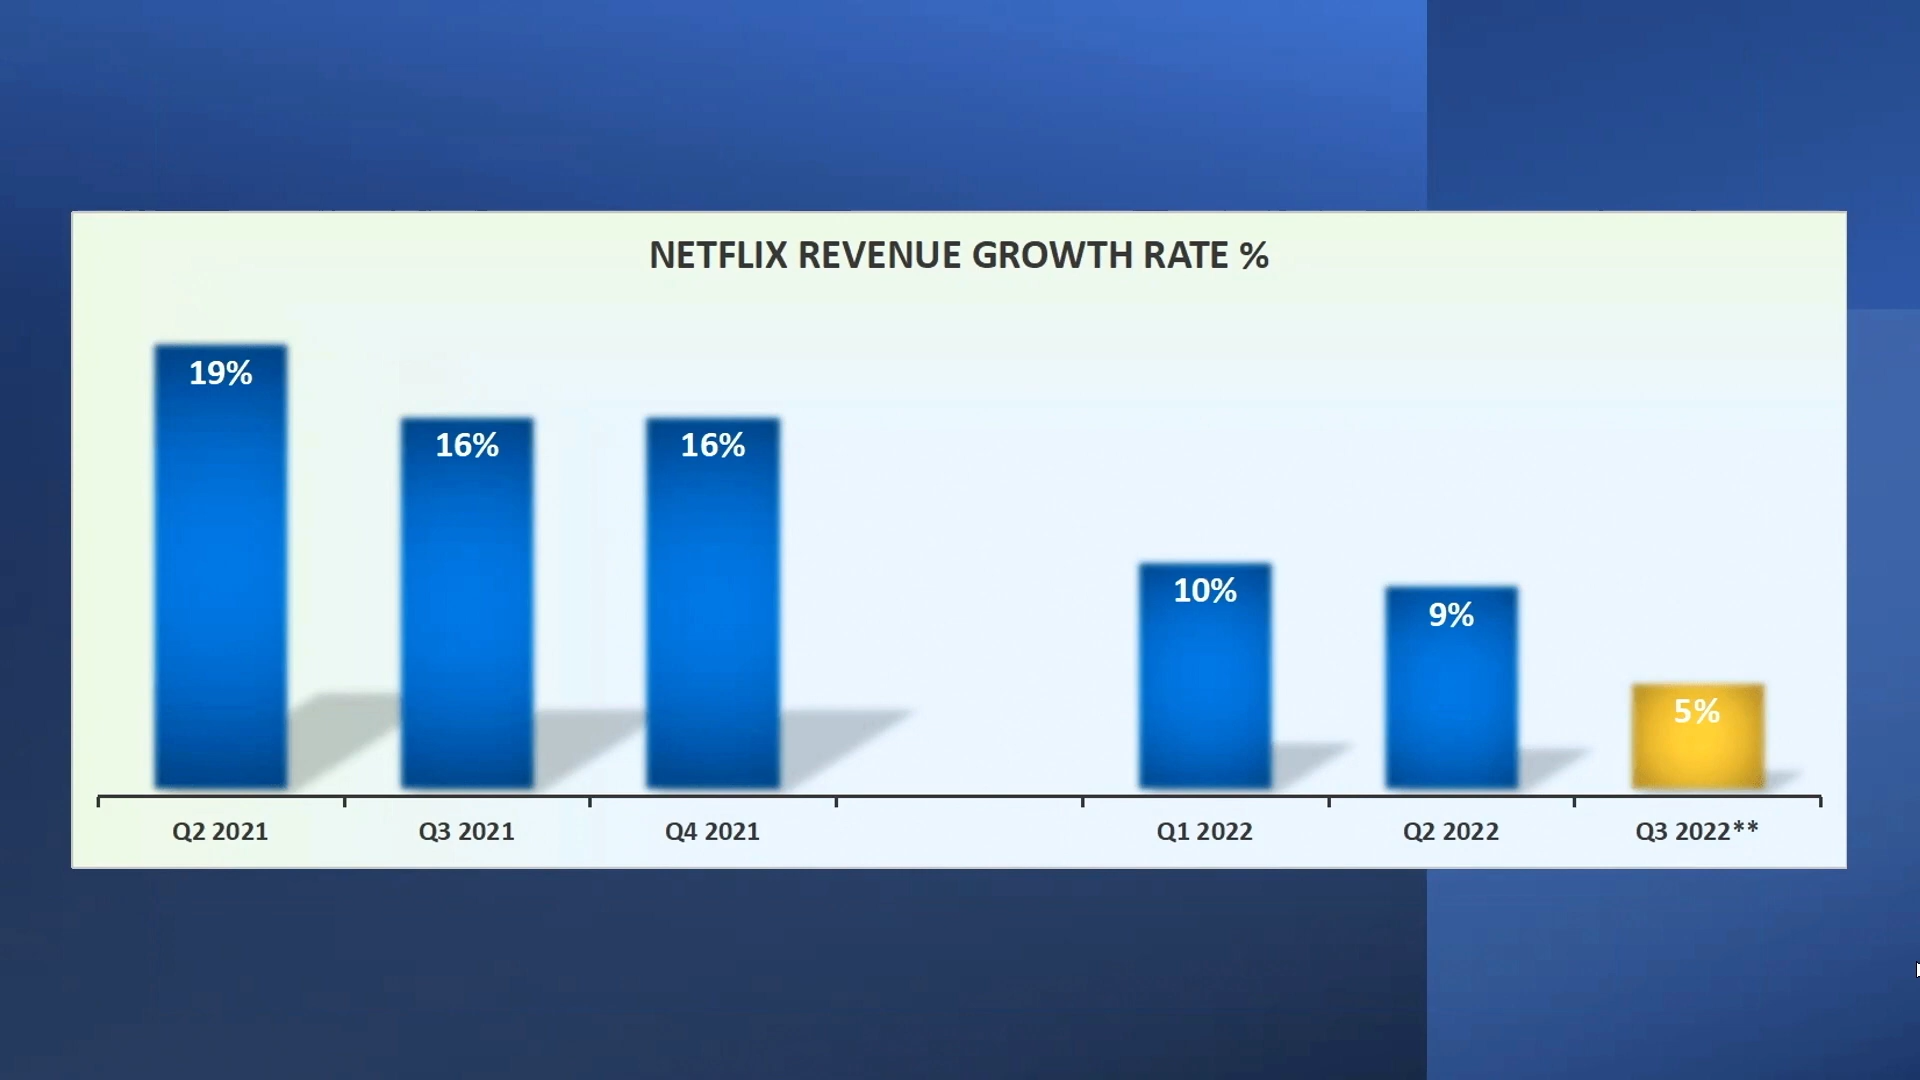 NETFLIX REVENUE GROWTH RATE %
19%
16%
16%
10%
9%
5%
Q2 2021
Q3 2021
Q4 2021
Q1 2022
Q2 2022
Q3 2022**